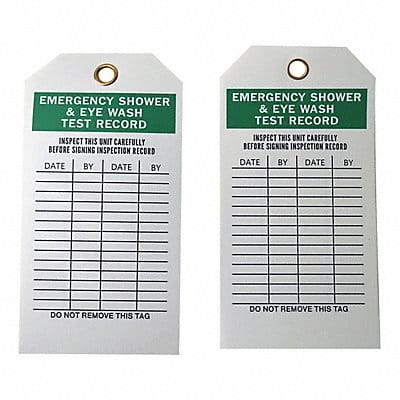 EMERGENCY SHOWER
& EYE WASH
TEST RECORD
INSPECT THIS UNIT CAREFULLY
BEFORE SIGNING INSPECTION RECORD
DATE BY DATE BY
DO NOT REMOVE THIS TAG
EMERGENCY SHOWER
& EYE WASH
TEST RECORD
INSPECT THIS UNIT CAREFULLY
BEFORE SIGNING INSPECTION RECORD
DATE BY DATE BY
DO NOT REMOVE THIS TAG